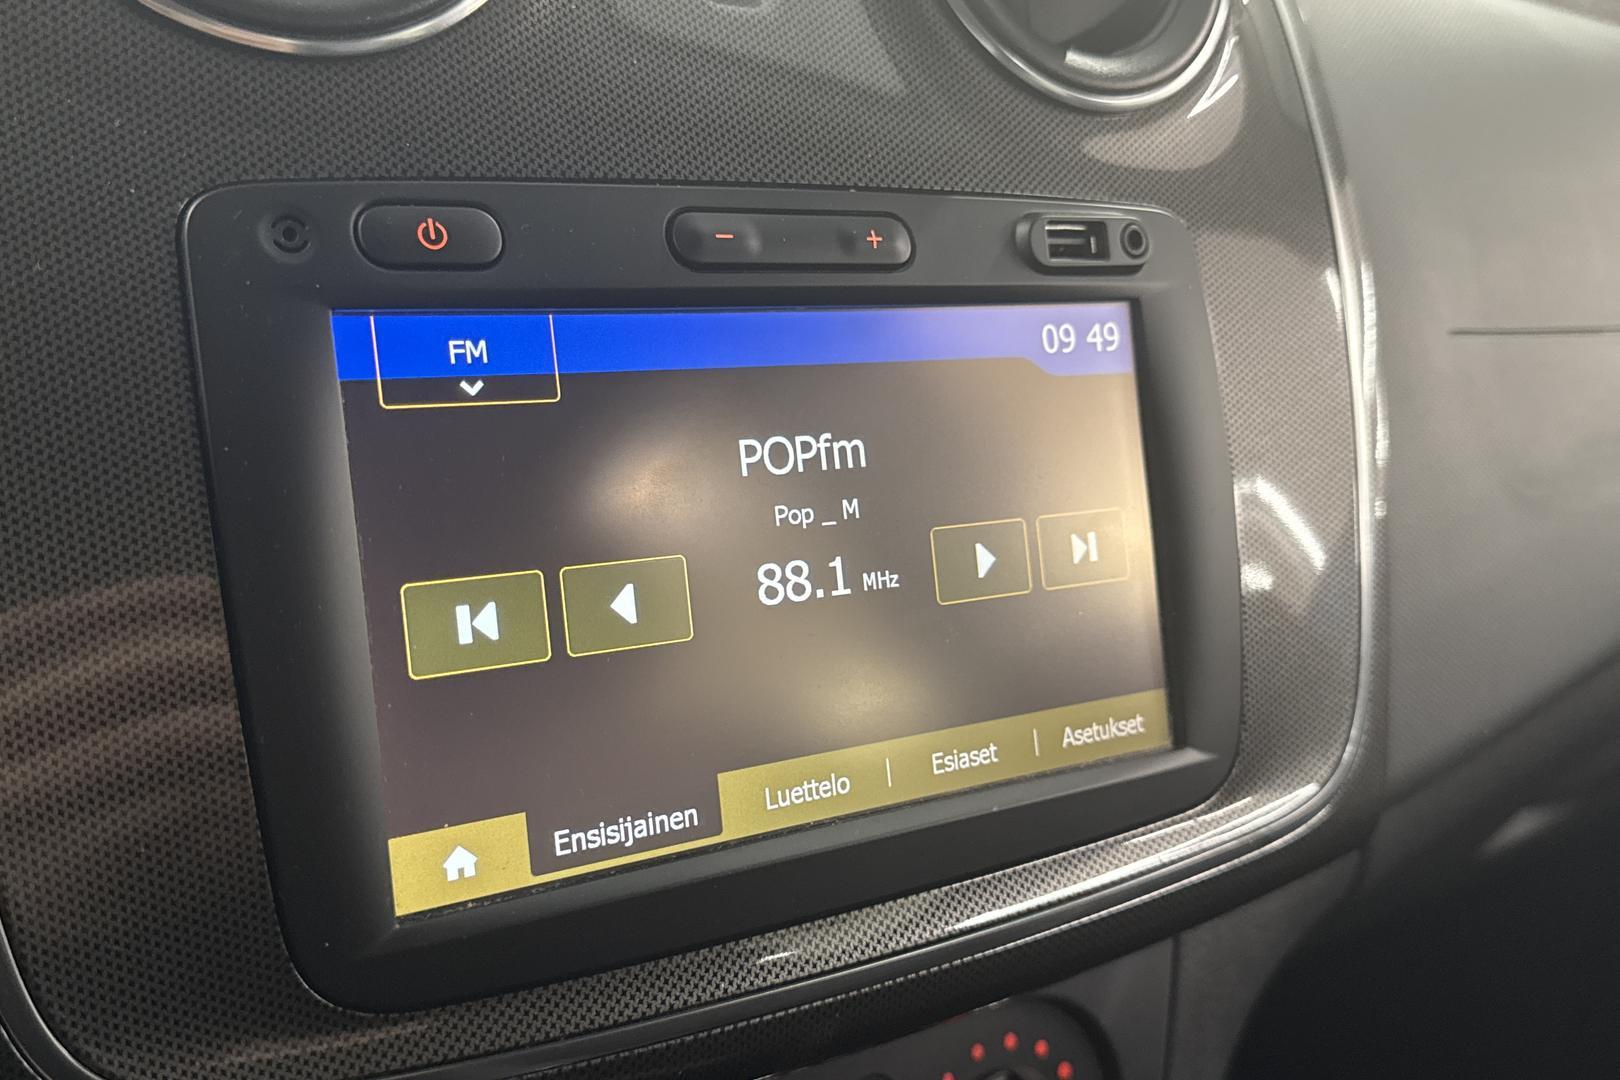 FM
09 49
POPfm
Pop _ M
88.1 MHz
Ensisijainen
Luettelo
Esiaset
Asetukset